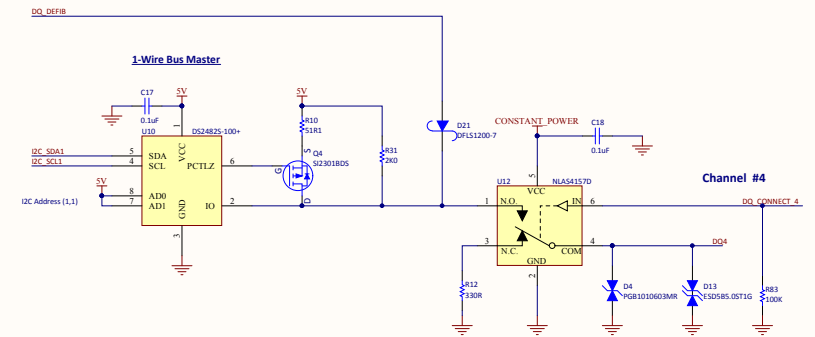 DQ_DEFIB
1-Wire Bus Master
C17
0.1uF
5V
U10
DS2482S-100+
I2C_SDA1
I2C_SCL1
5
4
SDA
SCL
VCC
1
PCTLZ
6
5V
8
7
AD0
AD1
GND
3
IO
2
I2C Address (1,1)
5V
R10
51R1
Q4
SI2301BDS
S
G
D
R31
2K0
D21
DFLS1200-7
CONSTANT_POWER
C18
0.1uF
Channel #4
U12
NLAS4157D
5
VCC
1
N.O.
IN
6
DQ_CONNECT_4
3
N.C.
COM
4
DQ4
GND
2
R12
330R
D4
PGB1010603MR
D13
ESD5B5.0ST1G
R83
100K